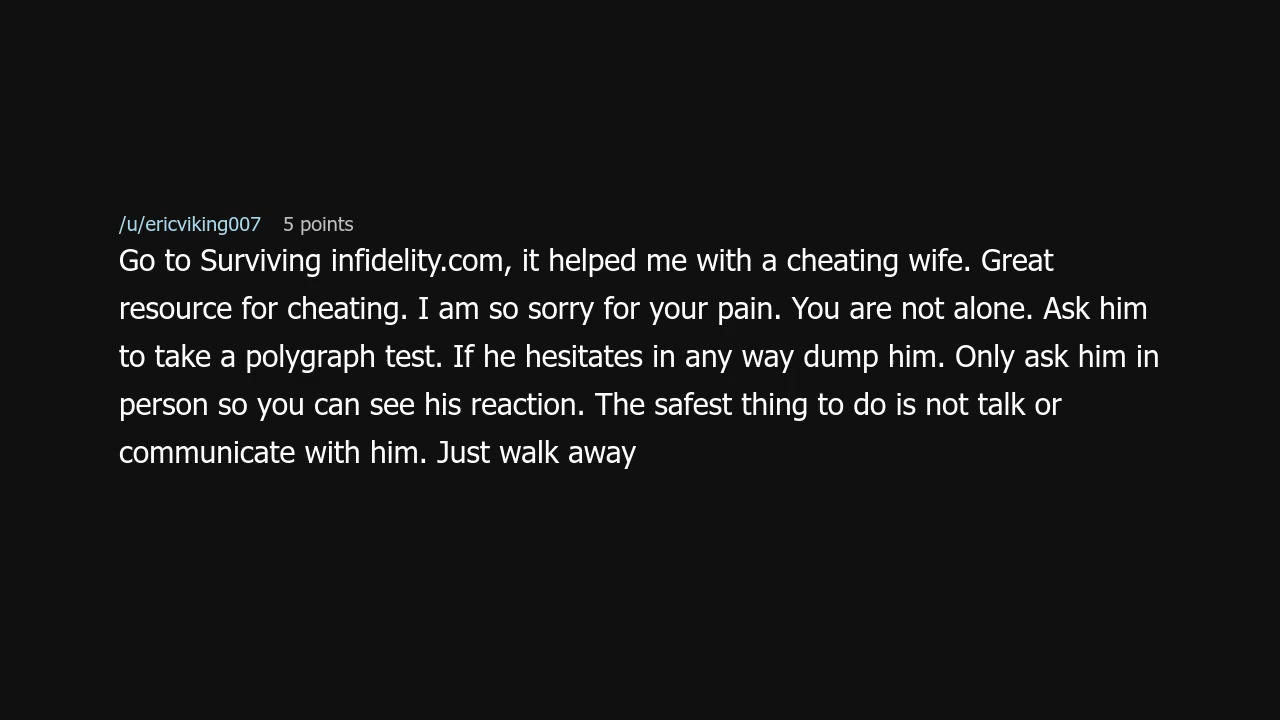 /u/ericviking007 5 points
Go to Surviving infidelity.com, it helped me with a cheating wife. Great
resource for cheating. I am so sorry for your pain. You are not alone. Ask him
to take a polygraph test. If he hesitates in any way dump him. Only ask him in
person so you can see his reaction. The safest thing to do is not talk or
communicate with him. Just walk away